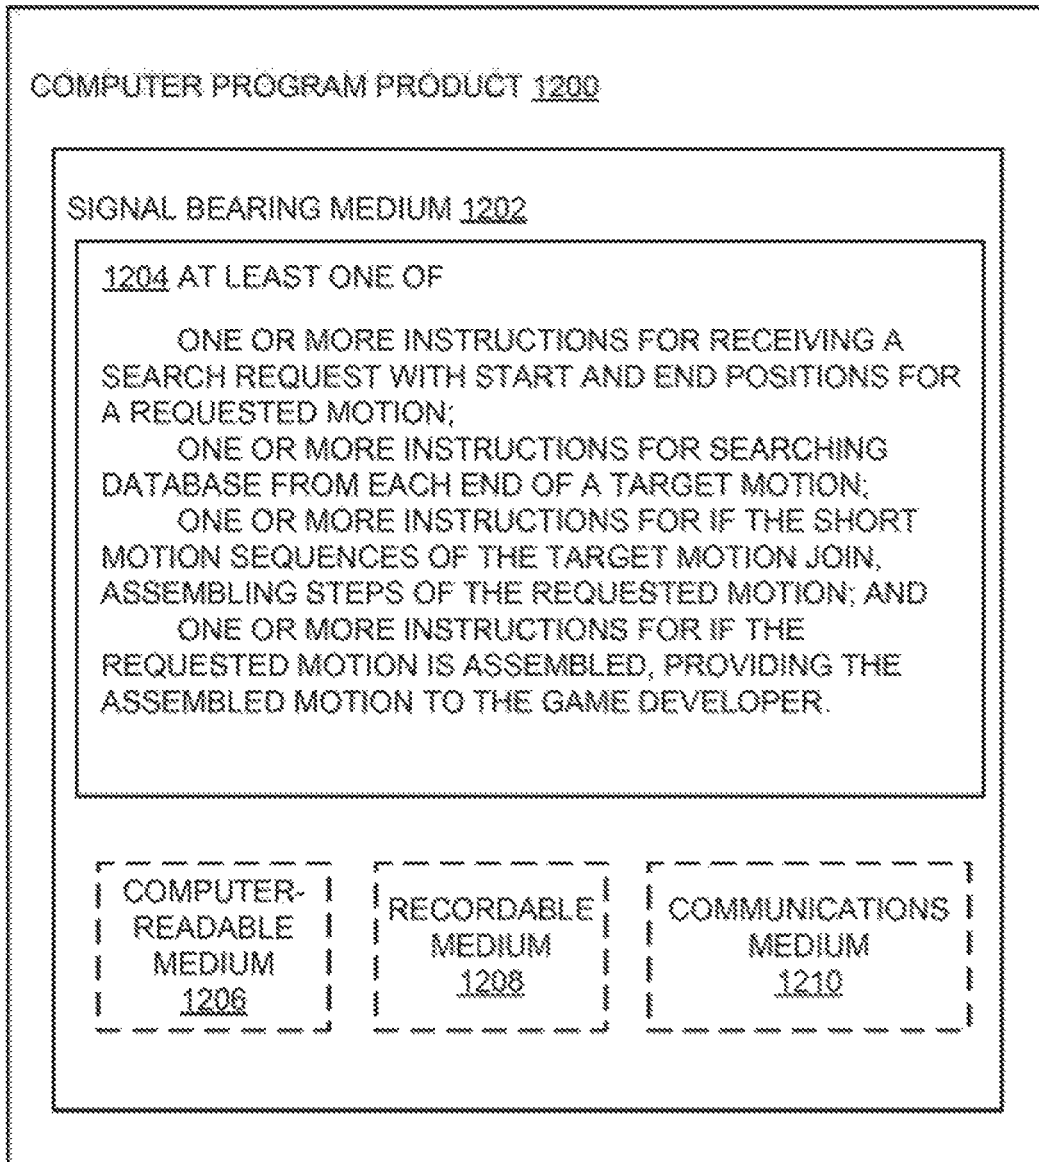 COMPUTER PROGRAM PRODUCT 1200
SIGNAL BEARING MEDIUM 1202
1204 AT LEAST ONE OF
ONE OR MORE INSTRUCTIONS FOR RECEIVING A
SEARCH REQUEST WITH START AND END POSITIONS FOR
A REQUESTED MOTION;
ONE OR MORE INSTRUCTIONS FOR SEARCHING
DATABASE FROM EACH END OF A TARGET MOTION;
ONE OR MORE INSTRUCTIONS FOR IF THE SHORT
MOTION SEQUENCES OF THE TARGET MOTION JOIN,
ASSEMBLING STEPS OF THE REQUESTED MOTION; AND
ONE OR MORE INSTRUCTIONS FOR IF THE
REQUESTED MOTION IS ASSEMBLED, PROVIDING THE
ASSEMBLED MOTION TO THE GAME DEVELOPER.
COMPUTER-
READABLE
MEDIUM
1206
RECORDABLE
MEDIUM
1208
COMMUNICATIONS
MEDIUM
1210